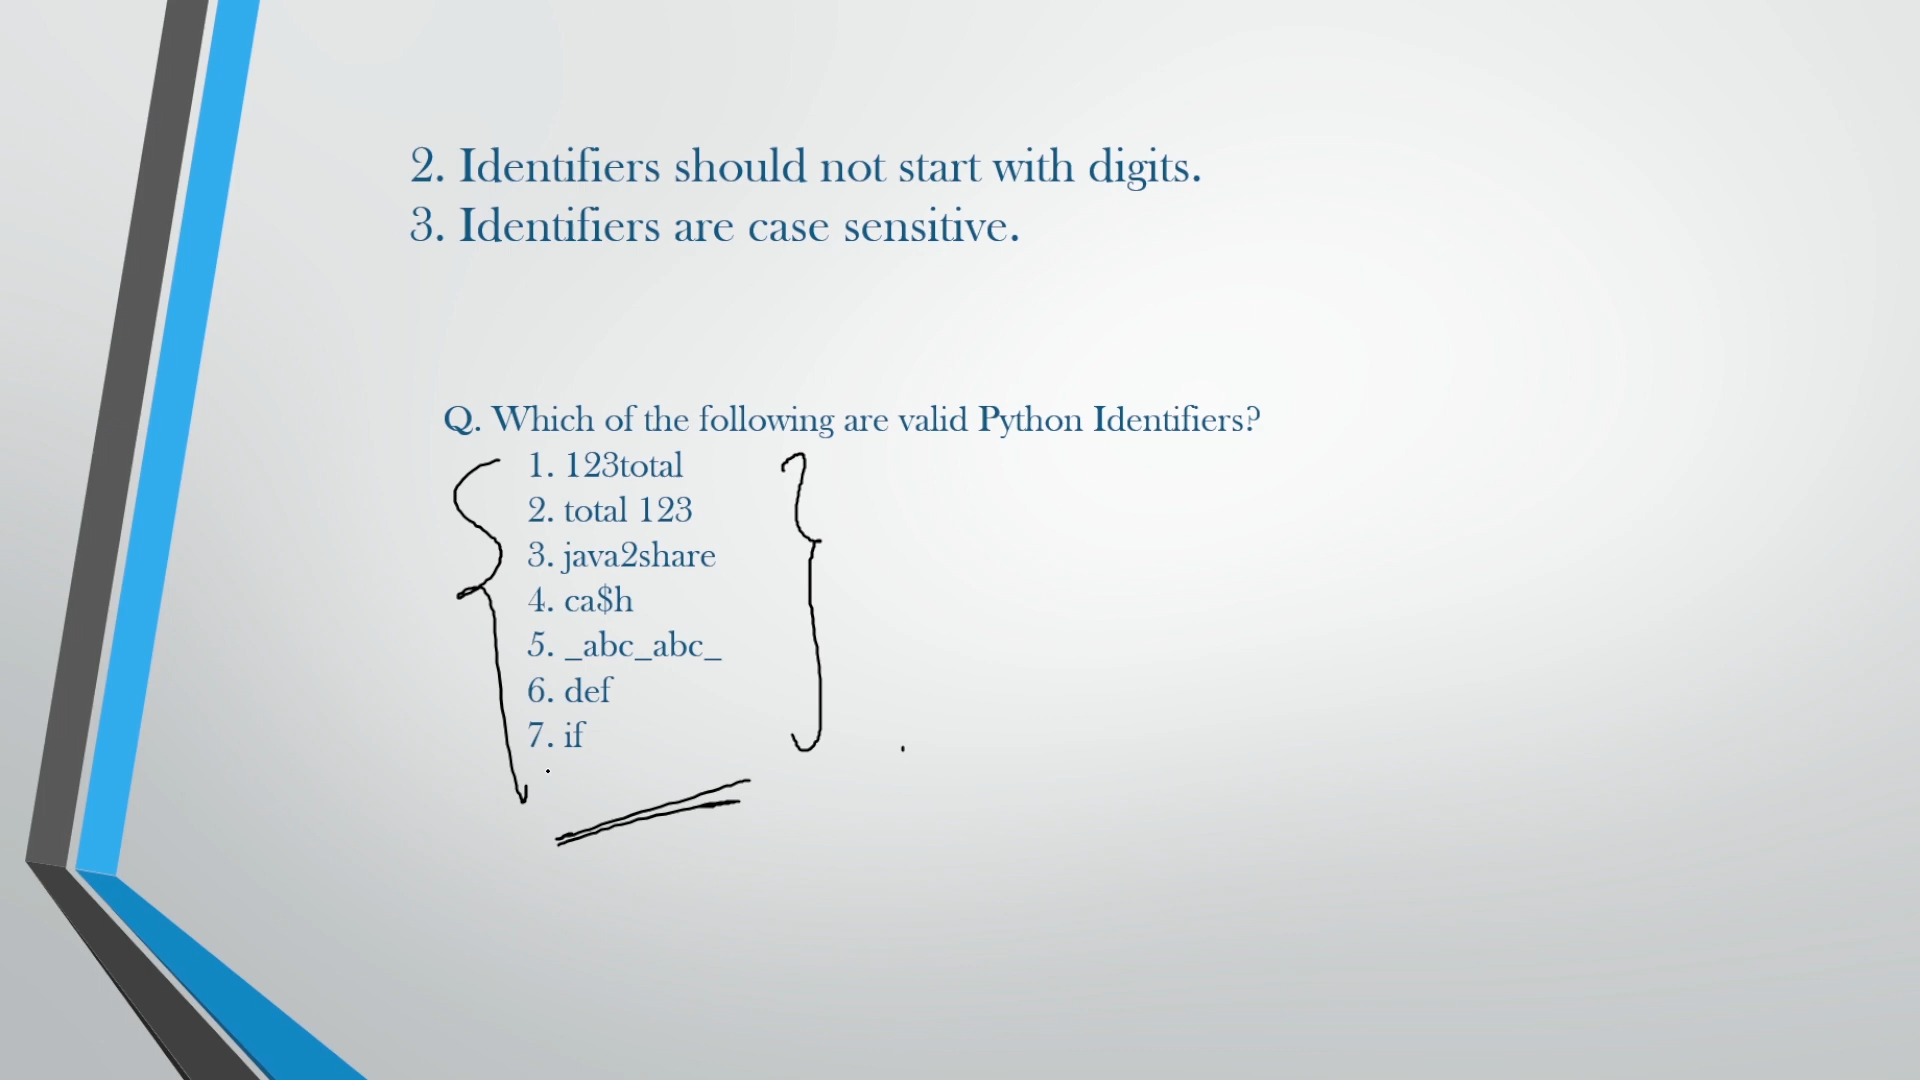 2. Identifiers should not start with digits.
3. Identifiers are case sensitive.
Q. Which of the following are valid Python Identifiers?
1. 123total
2. total 123
3. java2share
4. ca$h
5. _abc_abc_
6. def
7. if